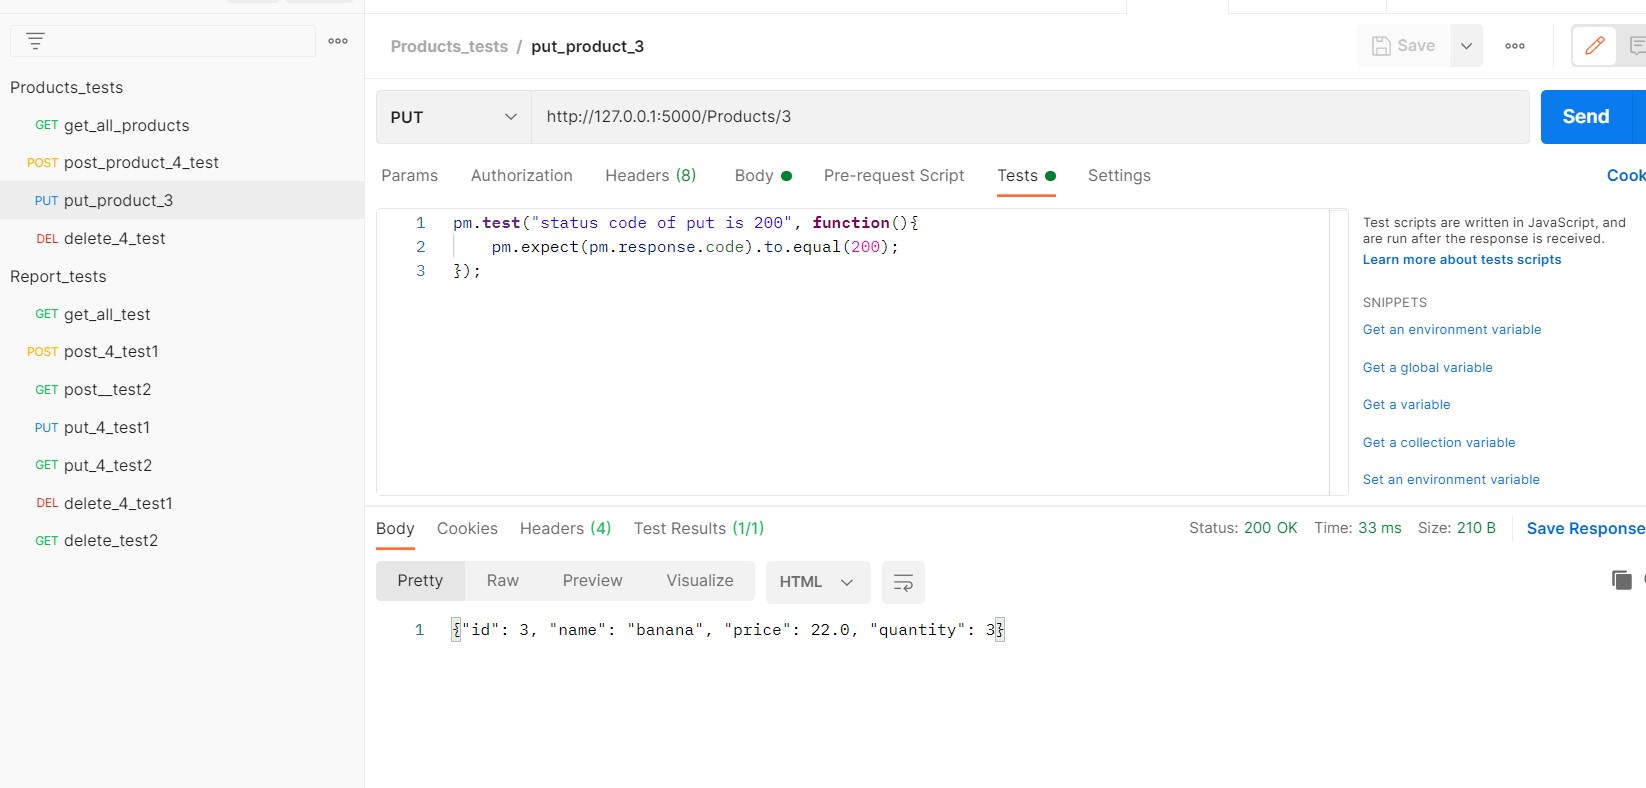 Products_tests
GET get_all_products
POST post_product_4_test
PUT put_product_3
DEL delete_4_test
Report_tests
GET get_all_test
POST post_4_test1
GET post__test2
PUT put_4_test1
GET put_4_test2
DEL delete_4_test1
GET delete_test2
Products_tests / put_product_3
Save
PUT http://127.0.0.1:5000/Products/3
Send
Params Authorization Headers (8) Body Pre-request Script Tests Settings
Cook
1 pm.test("status code of put is 200", function(){
2 pm.expect(pm.response.code).to.equal(200);
3 });
Test scripts are written in JavaScript, and
are run after the response is received.
Learn more about tests scripts
SNIPPETS
Get an environment variable
Get a global variable
Get a variable
Get a collection variable
Set an environment variable
Body Cookies Headers (4) Test Results (1/1)
Status: 200 OK Time: 33 ms Size: 210 B Save Response
Pretty Raw Preview Visualize HTML
1 {"id": 3, "name": "banana", "price": 22.0, "quantity": 3}